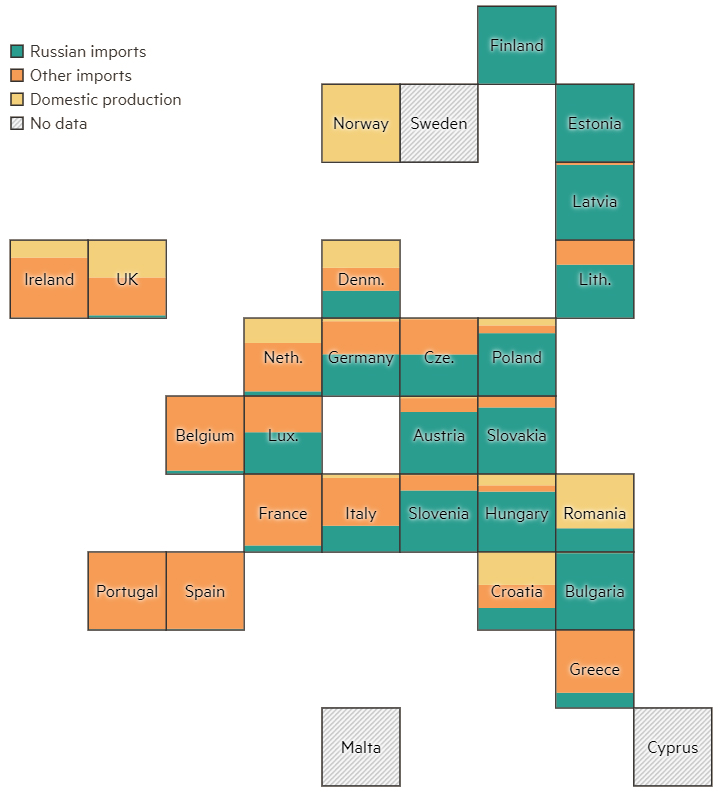 Finland
Russian imports
Other imports
Domestic production
No data
Norway Sweden Estonia
Latvia
Ireland UK Denm. Lith.
Neth. Germany Cze. Poland
Belgium Lux. Austria Slovakia
France Italy Slovenia Hungary Romania
Portugal Spain Croatia Bulgaria
Greece
Malta Cyprus